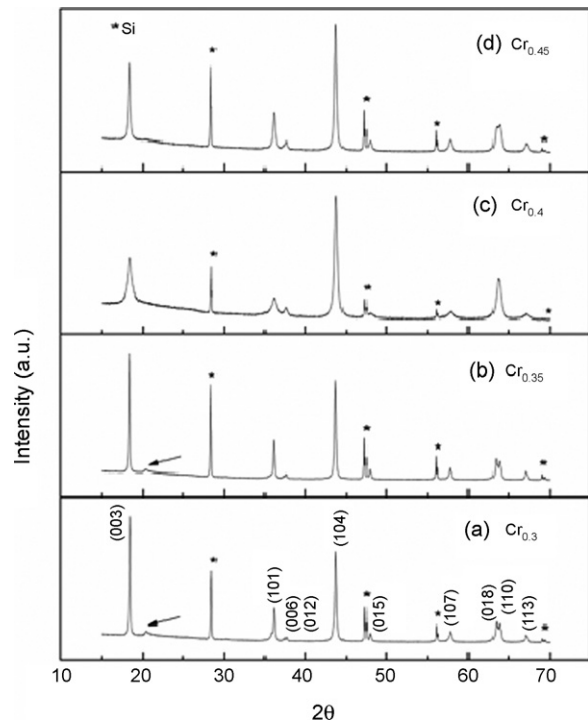 *Si
(d) Cr0.45
(c) Cr0.4
(b) Cr0.35
(a) Cr0.3
(003)
(101)
(006)
(012)
(104)
(015)
(107)
(018)
(110)
(113)
Intensity (a.u.)
10 20 30 40 50 60 70
2θ